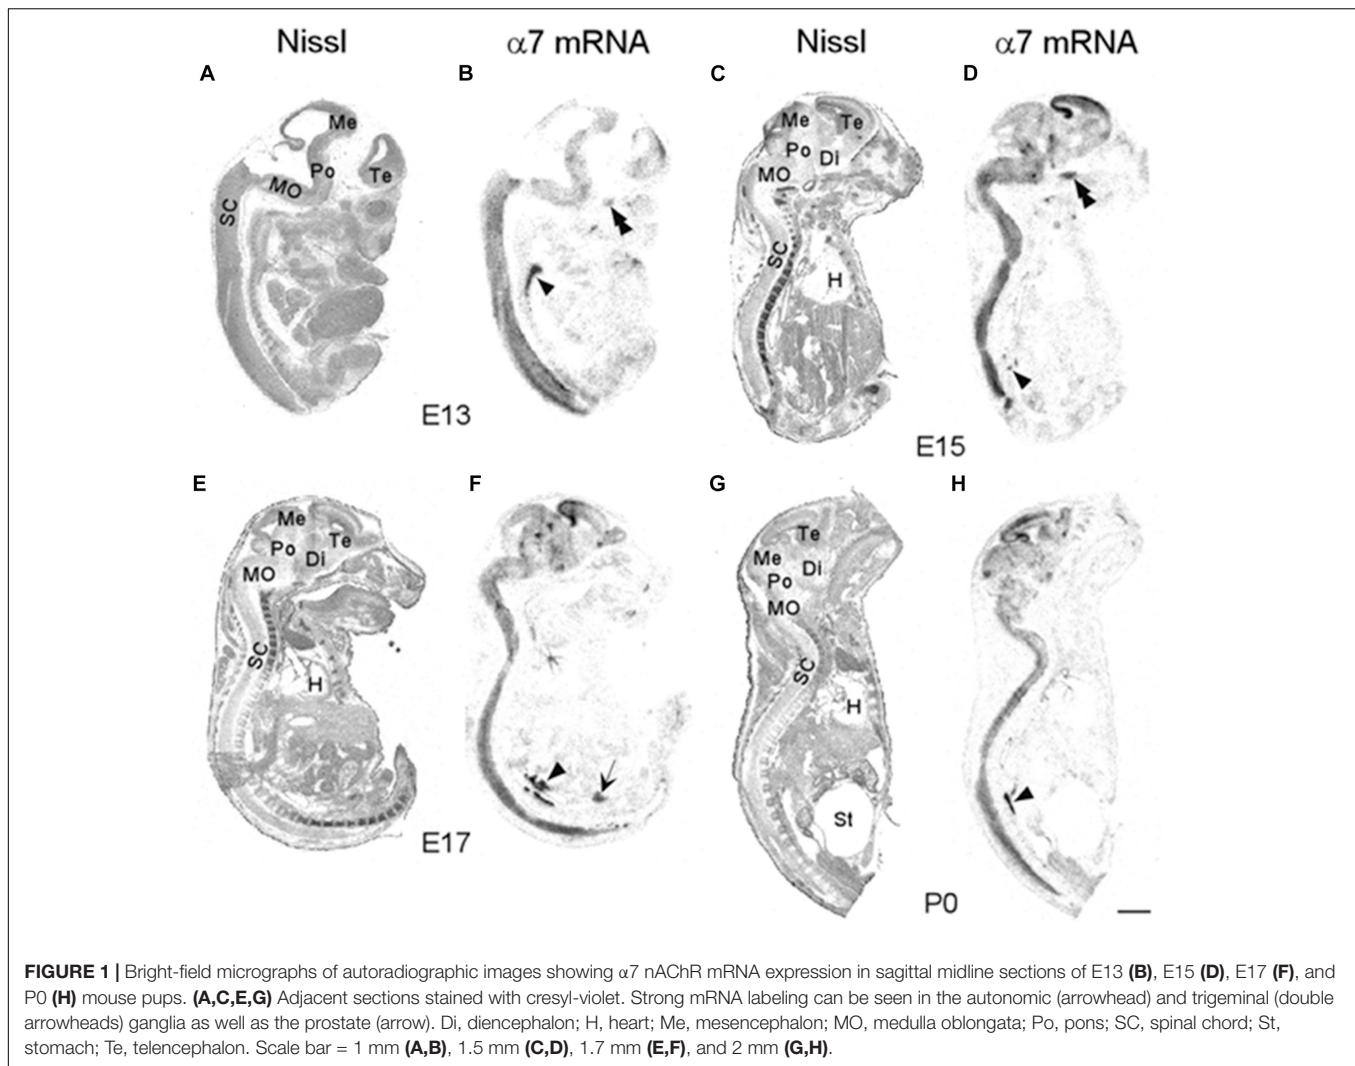 Nissl
α7 mRNA
Nissl
α7 mRNA
A
B
C
D
Me
Po
MO
Te
SC
Me
Te
Po
Di
MO
SC
H
E13
E15
E
F
G
H
Me
Te
Po
Di
MO
SC
H
Te
Me
Di
Po
MO
SC
H
St
E17
P0
FIGURE 1 | Bright-field micrographs of autoradiographic images showing α7 nAChR mRNA expression in sagittal midline sections of E13 (B), E15 (D), E17 (F), and
P0 (H) mouse pups. (A,C,E,G) Adjacent sections stained with cresyl-violet. Strong mRNA labeling can be seen in the autonomic (arrowhead) and trigeminal (double
arrowheads) ganglia as well as the prostate (arrow). Di, diencephalon; H, heart; Me, mesencephalon; MO, medulla oblongata; Po, pons; SC, spinal chord; St,
stomach; Te, telencephalon. Scale bar = 1 mm (A,B), 1.5 mm (C,D), 1.7 mm (E,F), and 2 mm (G,H).